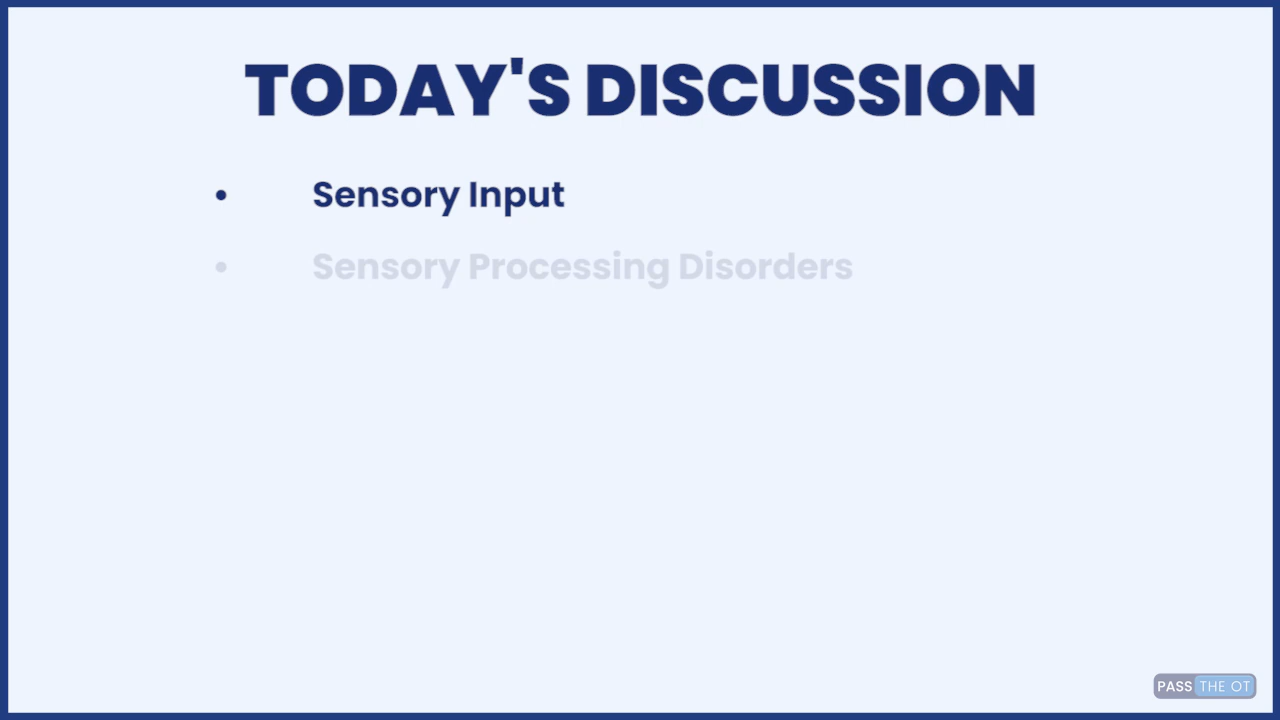 TODAY'S DISCUSSION
• Sensory Input
• Sensory Processing Disorders
PASS THE OT